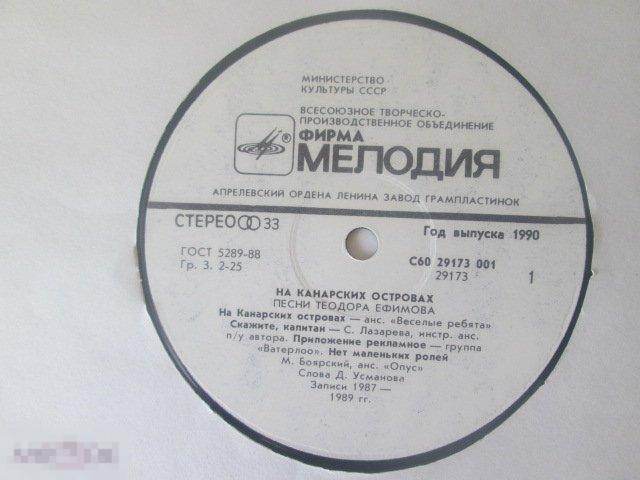 МИНИСТЕРСТВО
КУЛЬТУРЫ СССР
ВСЕСОЮЗНОЕ ТВОРЧЕСКО-
ПРОИЗВОДСТВЕННОЕ ОБЪЕДИНЕНИЕ
ФИРМА
®
МЕЛОДИЯ
АПРЕЛЕВСКИЙ ОРДЕНА ЛЕНИНА ЗАВОД ГРАМПЛАСТИНОК
СТЕРЕО 33
Год выпуска 1990
ГОСТ 5289-88
Гр. 3. 2-25
С60 29173 001
29173
1
НА КАНАРСКИХ ОСТРОВАХ
ПЕСНИ ТЕОДОРА ЕФИМОВА
На Канарских островах — анс. «Веселые ребята»
Скажите, капитан — С. Лазарева, инстр. анс.
п/у автора. Приложение рекламное — группа
«Ватерлоо». Нет маленьких ролей
М. Боярский, анс. «Опус»
Слова Д. Усманова
Записи 1987—
1989 гг.